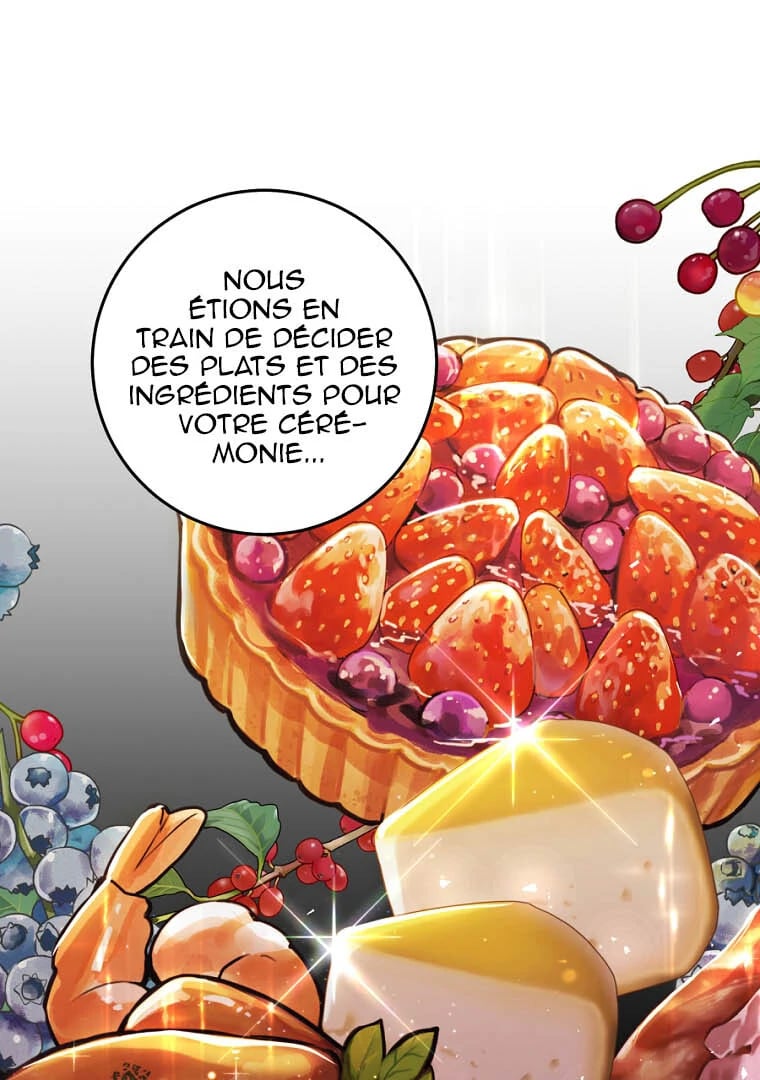 NOUS
ÉTIONS EN
TRAIN DE DÉCIDER
DES PLATS ET DES
INGRÉDIENTS POUR
VOTRE CÉRÉ-
MONIE...